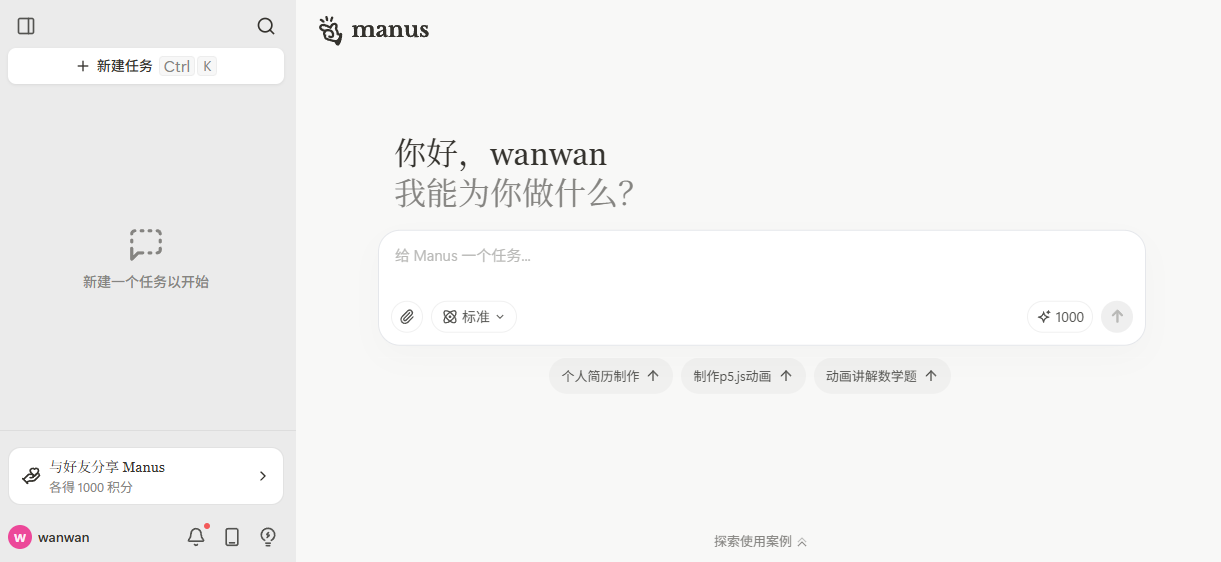 新建任务 Ctrl K
新建一个任务以开始
与好友分享 Manus
各得 1000 积分
w wanwan
manus
你好，wanwan
我能为你做什么？
给 Manus 一个任务...
标准
1000
个人简历制作
制作p5.js动画
动画讲解数学题
探索使用案例